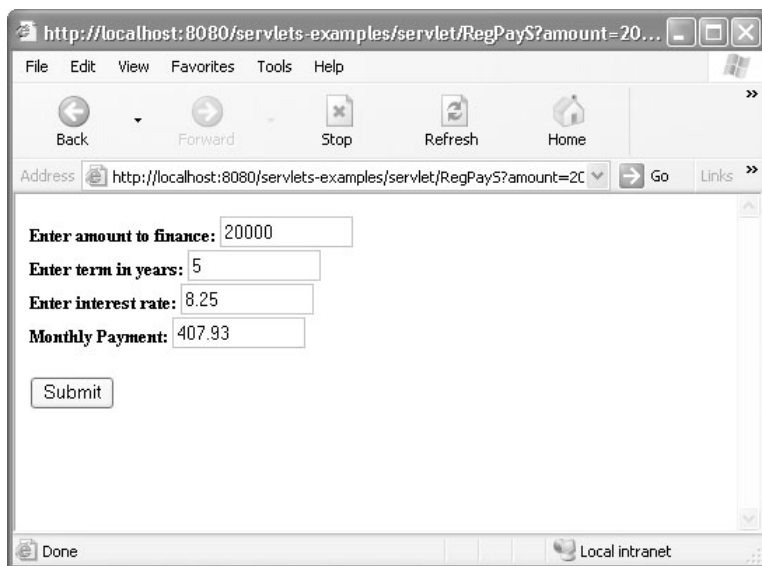 http://localhost:8080/servlets-examples/servlet/RegPayS?amount=20...
File Edit View Favorites Tools Help
Back Forward Stop Refresh Home »
Address http://localhost:8080/servlets-examples/servlet/RegPayS?amount=20 Go Links »
Enter amount to finance: 20000
Enter term in years: 5
Enter interest rate: 8.25
Monthly Payment: 407.93
Submit
Done Local intranet